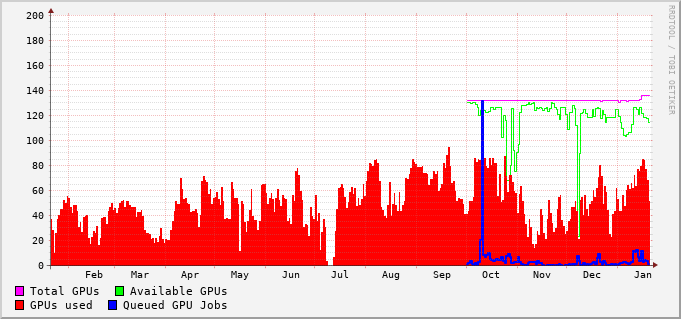 200
180
160
140
120
100
80
60
40
20
0
Feb Mar Apr May Jun Jul Aug Sep Oct Nov Dec Jan
RRDTOOL / TOBI OETIKER
Total GPUs Available GPUs
GPUs used Queued GPU Jobs